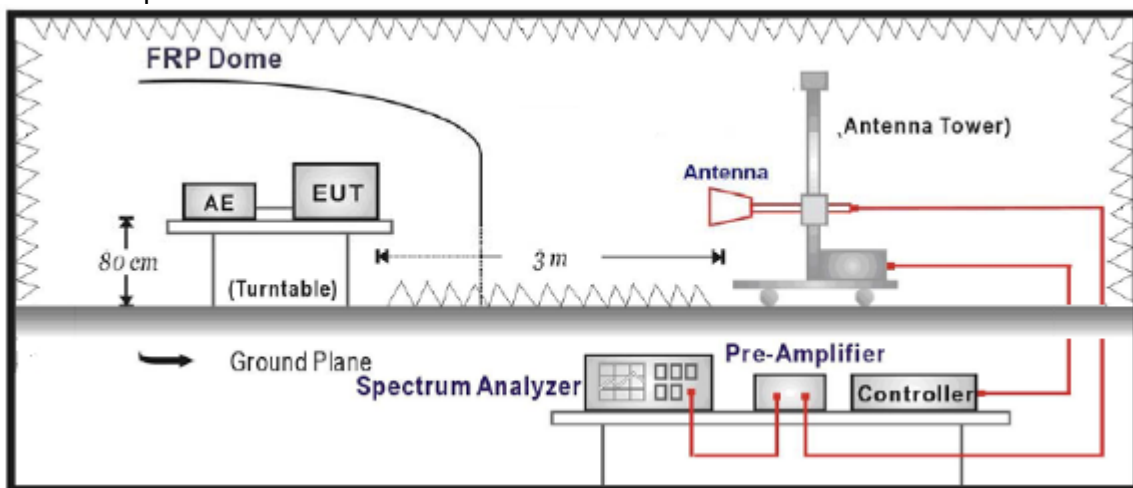 FRP Dome
(Antenna Tower)
Antenna
AE
EUT
80 cm
3 m
(Turntable)
Ground Plane
Pre-Amplifier
Spectrum Analyzer
Controller